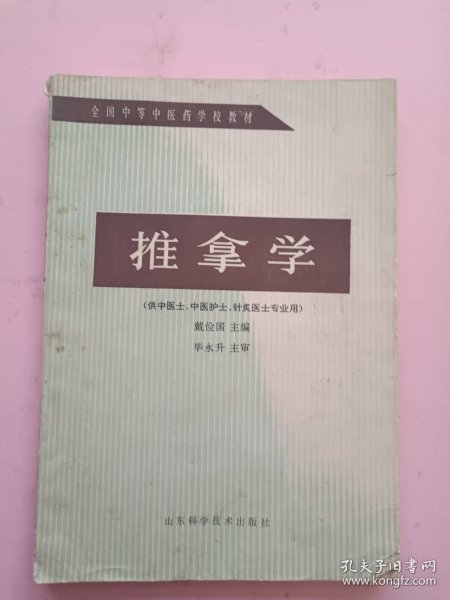 全国中等中医药学校教材
推拿学
(供中医士、中医护士、针灸医士专业用)
戴俭国 主编
毕永升 主审
山东科学技术出版社
孔夫子旧书网
www.kongfz.com